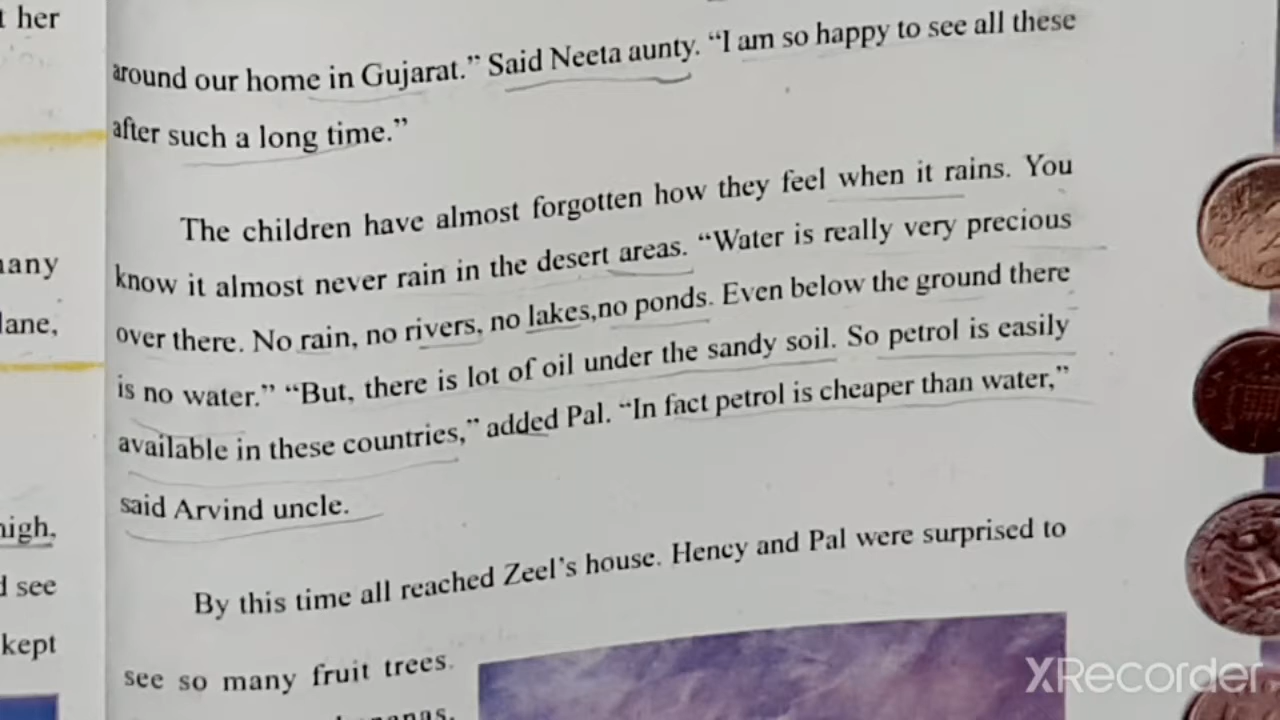 t her
any
lane,
high,
d see
kept
around our home in Gujarat.” Said Neeta aunty. “I am so happy to see all these
after such a long time.”
The children have almost forgotten how they feel when it rains. You
know it almost never rain in the desert areas. “Water is really very precious
over there. No rain, no rivers, no lakes,no ponds. Even below the ground there
is no water.” “But, there is lot of oil under the sandy soil. So petrol is easily
available in these countries,” added Pal. “In fact petrol is cheaper than water,”
said Arvind uncle.
By this time all reached Zeel’s house. Hency and Pal were surprised to
see so many fruit trees.
XRecorder